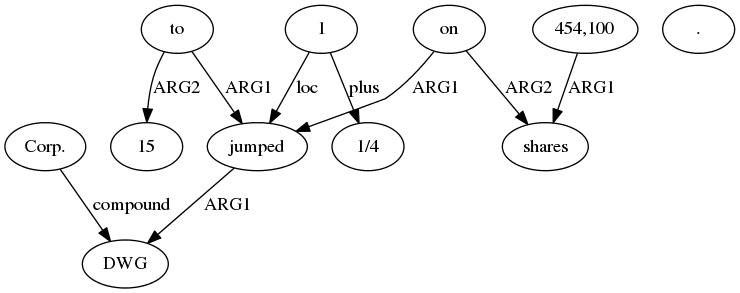 to 1 on 454,100 .
ARG2 ARG1 loc plus ARG1 ARG2 ARG1
Corp. 15 jumped 1/4 shares
compound ARG1
DWG